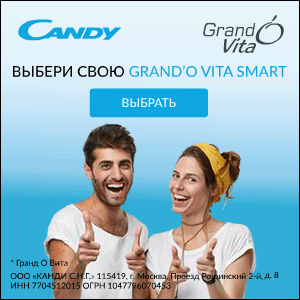 CANDY
Grand Ó
Vita
ВЫБЕРИ СВОЮ GRAND'O VITA SMART
ВЫБРАТЬ
* Гранд О Вита
ООО «КАНДИ С.Н.Г.» 115419, г. Москва, Проезд Рощинский 2-й, д. 8
ИНН 7704512015 ОГРН 1047796070453